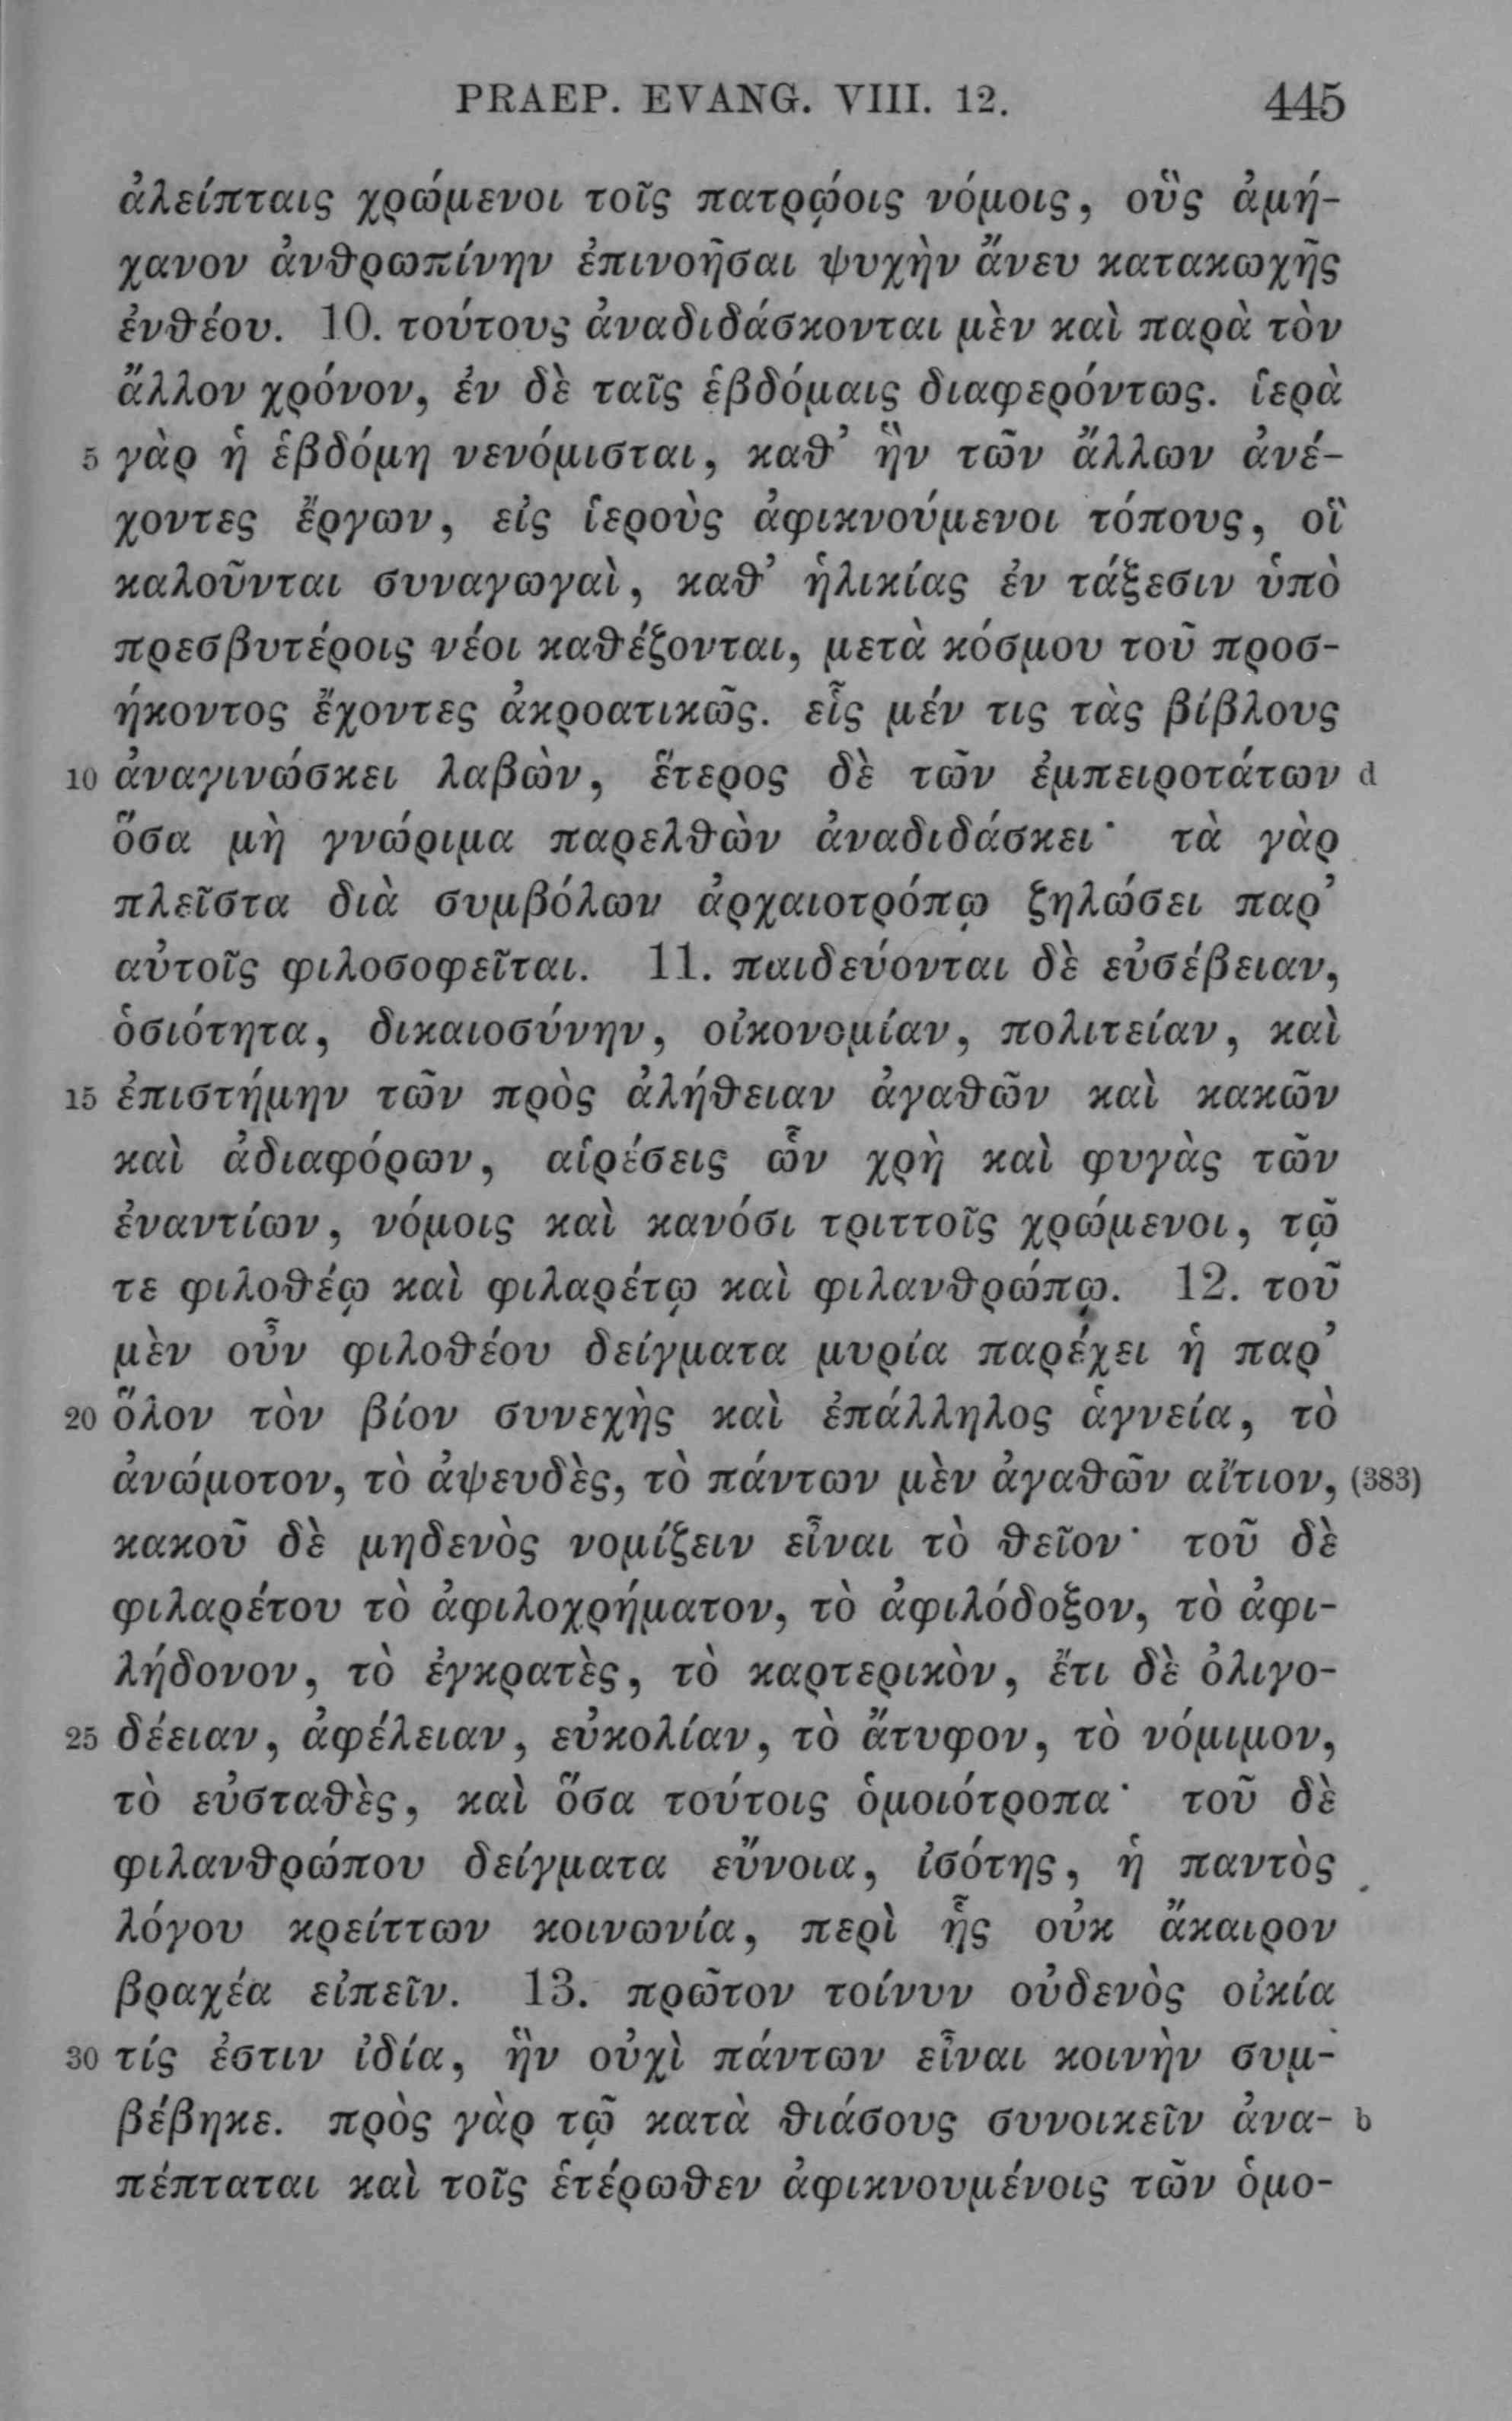 PRAEP. EVANG. VIII. 12. 445
ἀλείπταις χρώμενοι τοῖς πατρῴοις νόμοις, οὓς ἀμή-
χανον ἀνθρωπίνην ἐπινοῆσαι ψυχὴν ἄνευ κατακωχῆς
ἐνθέου. 10. τούτους ἀναδιδάσκονται μὲν καὶ παρὰ τὸν
ἄλλον χρόνον, ἐν δὲ ταῖς ἑβδόμαις διαφερόντως. ἱερὰ
5 γὰρ ἡ ἑβδόμη νενόμισται, καθ’ ἣν τῶν ἄλλων ἀνέ-
χοντες ἔργων, εἰς ἱεροὺς ἀφικνούμενοι τόπους, οἳ
καλοῦνται συναγωγαὶ, καθ’ ἡλικίας ἐν τάξεσιν ὑπὸ
πρεσβυτέροις νέοι καθέζονται, μετὰ κόσμου τοῦ προσ-
ήκοντος ἔχοντες ἀκροατικῶς. εἷς μέν τις τὰς βίβλους
10 ἀναγινώσκει λαβὼν, ἕτερος δὲ τῶν ἐμπειροτάτων d
ὅσα μὴ γνώριμα παρελθὼν ἀναδιδάσκει· τὰ γὰρ
πλεῖστα διὰ συμβόλων ἀρχαιοτρόπῳ ζηλώσει παρ’
αὐτοῖς φιλοσοφεῖται. 11. παιδεύονται δὲ εὐσέβειαν,
ὁσιότητα, δικαιοσύνην, οἰκονομίαν, πολιτείαν, καὶ
15 ἐπιστήμην τῶν πρὸς ἀλήθειαν ἀγαθῶν καὶ κακῶν
καὶ ἀδιαφόρων, αἱρέσεις ὧν χρὴ καὶ φυγὰς τῶν
ἐναντίων, νόμοις καὶ κανόσι τριττοῖς χρώμενοι, τῷ
τε φιλοθέῳ καὶ φιλαρέτῳ καὶ φιλανθρώπῳ. 12. τοῦ
μὲν οὖν φιλοθέου δείγματα μυρία παρέχει ἡ παρ’
20 ὅλον τὸν βίον συνεχὴς καὶ ἐπάλληλος ἁγνεία, τὸ
ἀνώμοτον, τὸ ἀψευδὲς, τὸ πάντων μὲν ἀγαθῶν αἴτιον, (383)
κακοῦ δὲ μηδενὸς νομίζειν εἶναι τὸ θεῖον· τοῦ δὲ
φιλαρέτου τὸ ἀφιλοχρήματον, τὸ ἀφιλόδοξον, τὸ ἀφι-
λήδονον, τὸ ἐγκρατὲς, τὸ καρτερικὸν, ἔτι δὲ ὀλιγο-
25 δέειαν, ἀφέλειαν, εὐκολίαν, τὸ ἄτυφον, τὸ νόμιμον,
τὸ εὐσταθὲς, καὶ ὅσα τούτοις ὁμοιότροπα· τοῦ δὲ
φιλανθρώπου δείγματα εὔνοια, ἰσότης, ἡ παντὸς
λόγου κρείττων κοινωνία, περὶ ἧς οὐκ ἄκαιρον
βραχέα εἰπεῖν. 13. πρῶτον τοίνυν οὐδενὸς οἰκία
30 τίς ἐστιν ἰδία, ἣν οὐχὶ πάντων εἶναι κοινὴν συμ-
βέβηκε. πρὸς γὰρ τῷ κατὰ θιάσους συνοικεῖν ἀνα- b
πέπταται καὶ τοῖς ἑτέρωθεν ἀφικνουμένοις τῶν ὁμο-